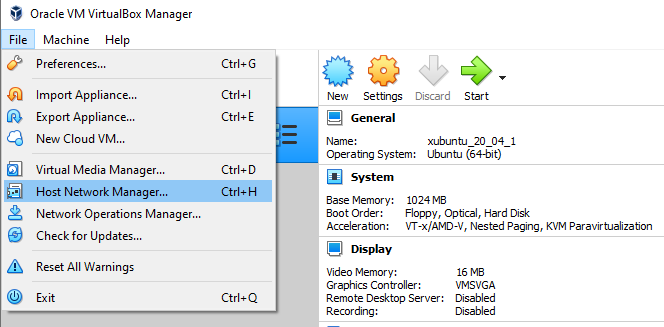 Oracle VM VirtualBox Manager
File Machine Help
Preferences... Ctrl+G
Import Appliance... Ctrl+I
Export Appliance... Ctrl+E
New Cloud VM...
Virtual Media Manager... Ctrl+D
Host Network Manager... Ctrl+H
Network Operations Manager...
Check for Updates...
Reset All Warnings
Exit Ctrl+Q
New Settings Discard Start
General
Name: xubuntu_20_04_1
Operating System: Ubuntu (64-bit)
System
Base Memory: 1024 MB
Boot Order: Floppy, Optical, Hard Disk
Acceleration: VT-x/AMD-V, Nested Paging, KVM Paravirtualization
Display
Video Memory: 16 MB
Graphics Controller: VMSVGA
Remote Desktop Server: Disabled
Recording: Disabled